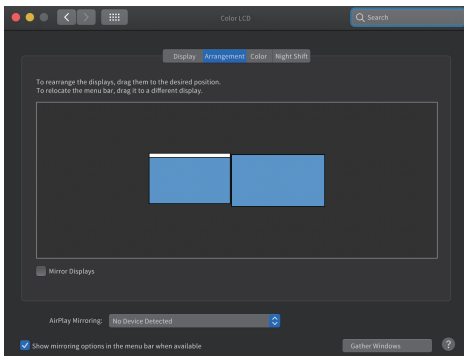 Color LCD
Search
Display Arrangement Color Night Shift
To rearrange the displays, drag them to the desired position.
To relocate the menu bar, drag it to a different display.
Mirror Displays
AirPlay Mirroring: No Device Detected
Show mirroring options in the menu bar when available
Gather Windows ?